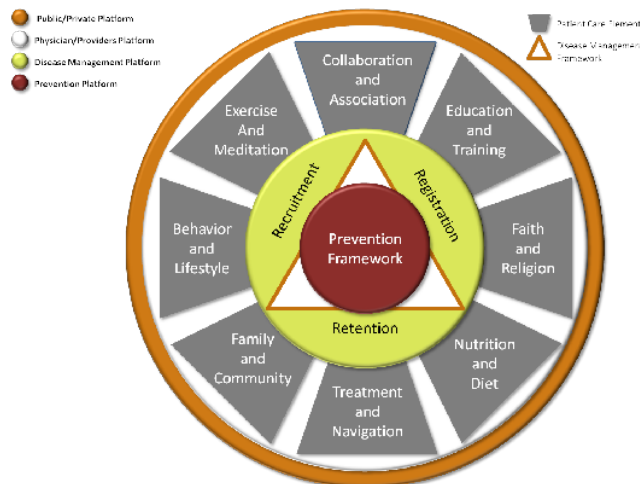 Public/Private Platform
Physician/Providers Platform
Disease Management Platform
Prevention Platform
Patient Care Element
Disease Management
Framework
Collaboration
and
Association
Education
and
Training
Faith
and
Religion
Nutrition
and
Diet
Treatment
and
Navigation
Family
and
Community
Behavior
and
Lifestyle
Exercise
And
Meditation
Recruitment
Registration
Retention
Prevention
Framework